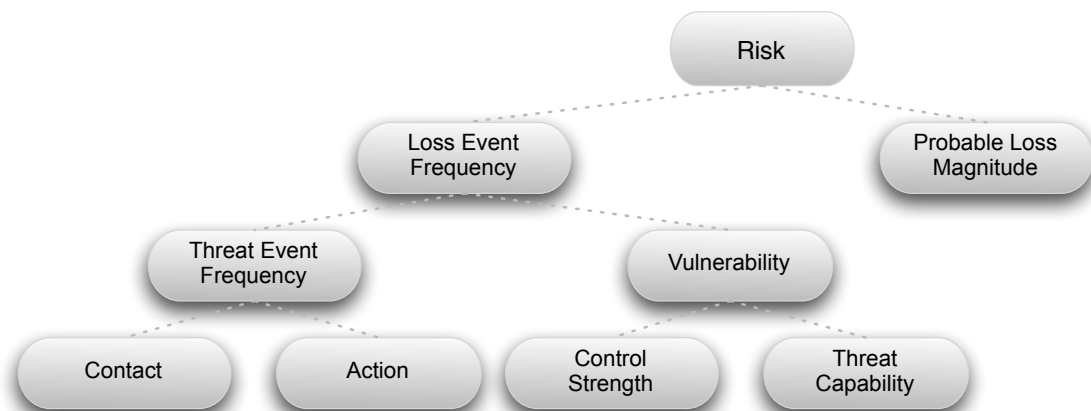 Risk
Loss Event
Frequency
Probable Loss
Magnitude
Threat Event
Frequency
Vulnerability
Contact
Action
Control
Strength
Threat
Capability